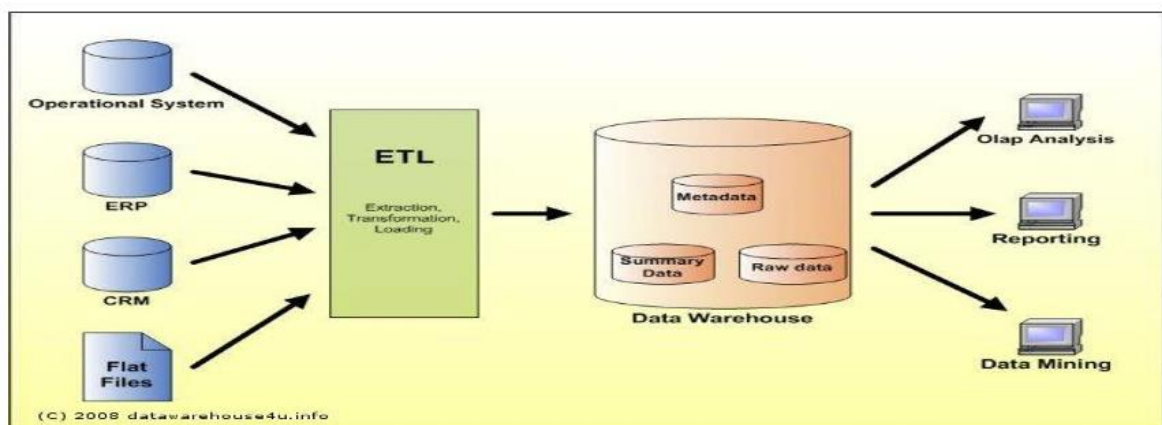 Operational System
ERP
CRM
Flat
Files
ETL
Extraction,
Transformation,
Loading
Metadata
Summary
Data
Raw data
Data Warehouse
Olap Analysis
Reporting
Data Mining
(C) 2008 datawarehouse4u.info